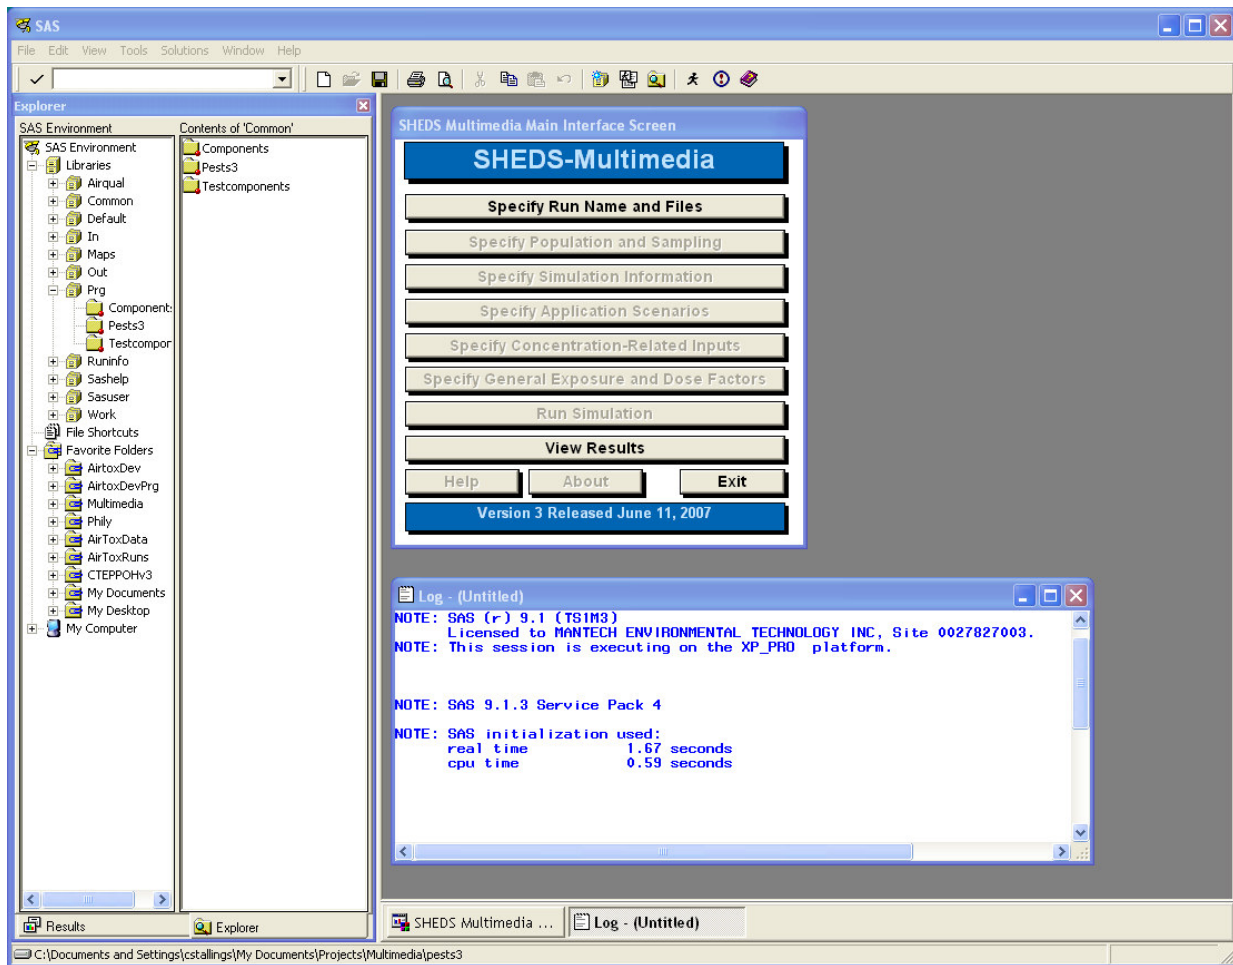 SAS
File Edit View Tools Solutions Window Help
Explorer
SAS Environment
Contents of 'Common'
SAS Environment
Libraries
Airqual
Common
Default
In
Maps
Out
Prg
Component:
Pests3
Testcompor
Runinfo
Sashelp
Sasuser
Work
File Shortcuts
Favorite Folders
AirtoxDev
AirtoxDevPrg
Multimedia
Phily
AirToxData
AirToxRuns
CTEPPOHv3
My Documents
My Desktop
My Computer
Components
Pests3
Testcomponents
Results
Explorer
SHEDS Multimedia Main Interface Screen
SHEDS-Multimedia
Specify Run Name and Files
Specify Population and Sampling
Specify Simulation Information
Specify Application Scenarios
Specify Concentration-Related Inputs
Specify General Exposure and Dose Factors
Run Simulation
View Results
Help About Exit
Version 3 Released June 11, 2007
Log - (Untitled)
NOTE: SAS (r) 9.1 (TS1M3)
Licensed to MANTECH ENVIRONMENTAL TECHNOLOGY INC, Site 0027827003.
NOTE: This session is executing on the XP_PRO platform.
NOTE: SAS 9.1.3 Service Pack 4
NOTE: SAS initialization used:
real time 1.67 seconds
cpu time 0.59 seconds
SHEDS Multimedia ...
Log - (Untitled)
C:\Documents and Settings\cstallings\My Documents\Projects\Multimedia\pests3